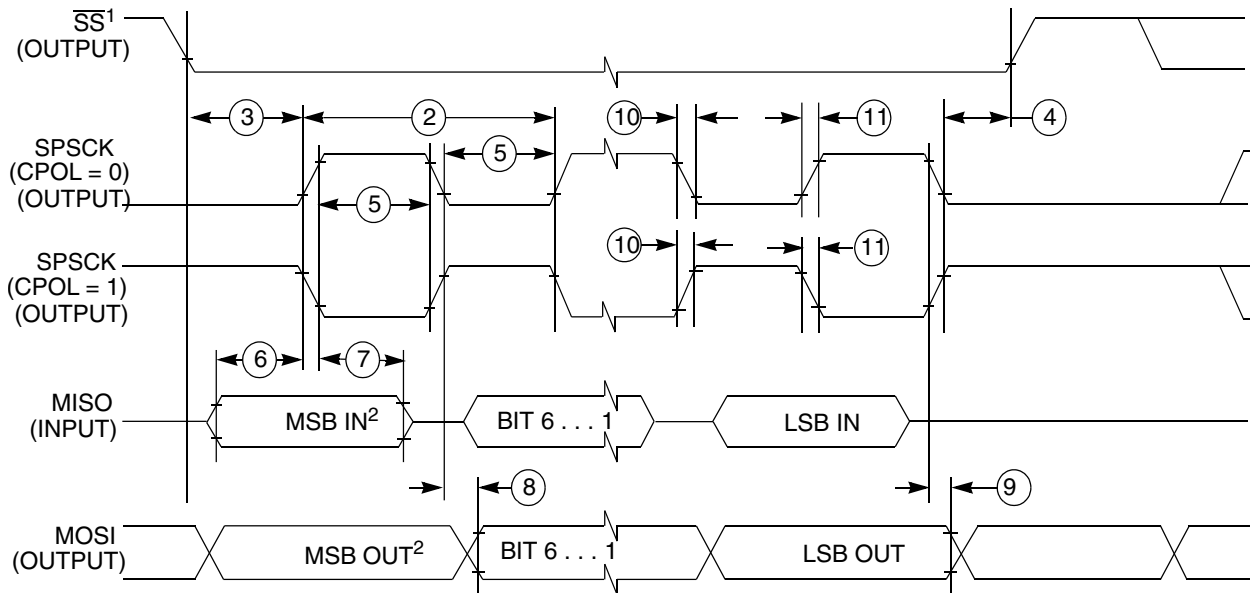 SS¹
(OUTPUT)
3
2
10
11
4
SPSCK
(CPOL = 0)
(OUTPUT)
5
5
SPSCK
(CPOL = 1)
(OUTPUT)
10
11
6
7
MISO
(INPUT)
MSB IN²
BIT 6 . . . 1
LSB IN
8
9
MOSI
(OUTPUT)
MSB OUT²
BIT 6 . . . 1
LSB OUT